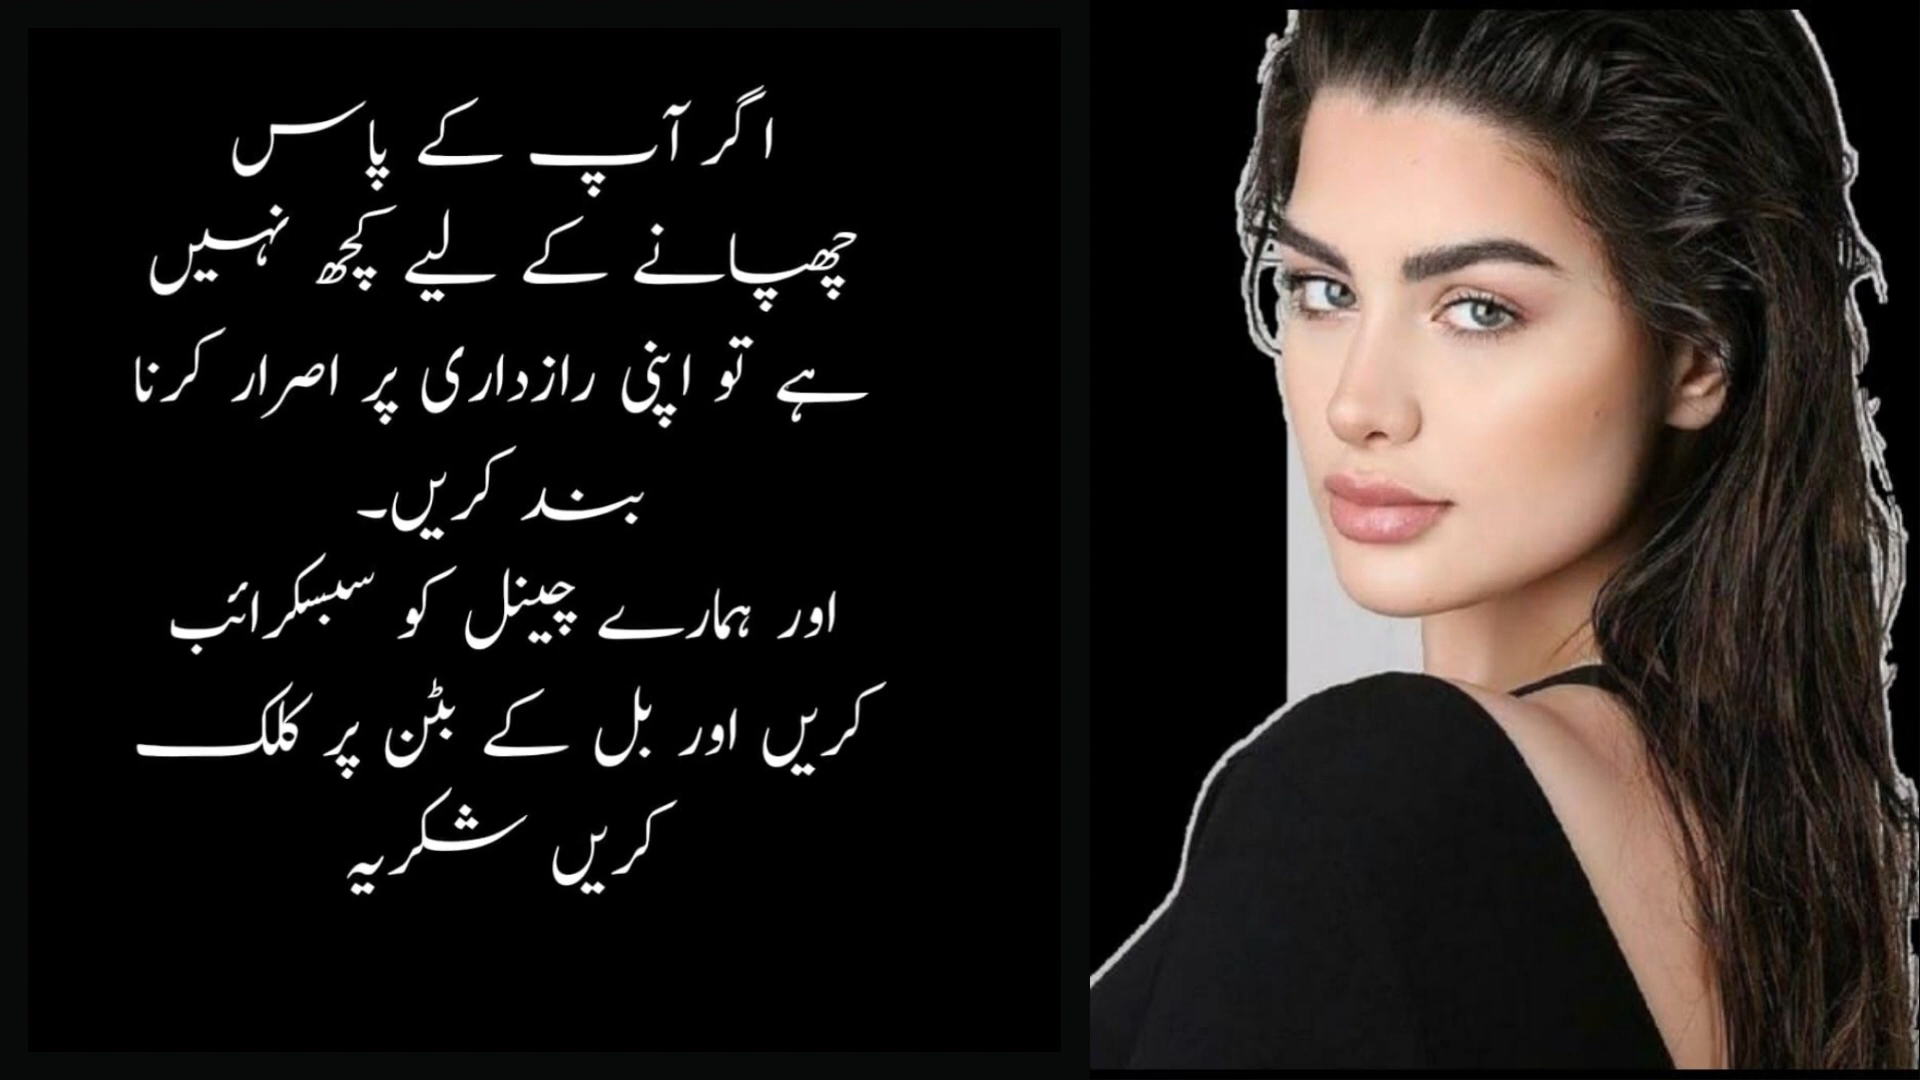 اگر آپ کے پاس
چھپانے کے لیے کچھ نہیں
ہے تو اپنی رازداری پر اصرار کرنا
بند کریں۔
اور ہمارے چینل کو سبسکرائب
کریں اور بل کے بٹن پر کلک
کریں شکریہ